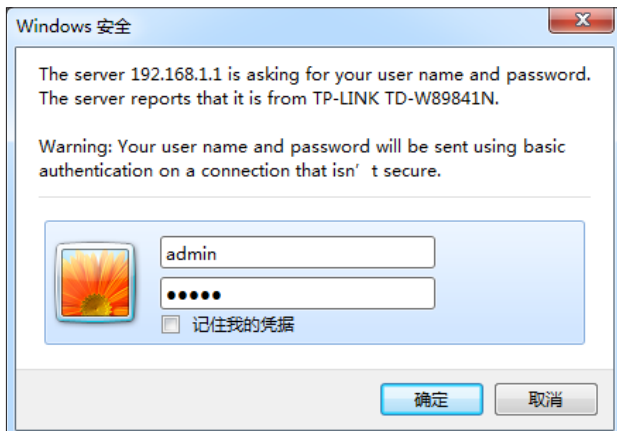 Windows 安全
The server 192.168.1.1 is asking for your user name and password.
The server reports that it is from TP-LINK TD-W89841N.
Warning: Your user name and password will be sent using basic
authentication on a connection that isn' t secure.
admin
●●●●●
记住我的凭据
确定
取消